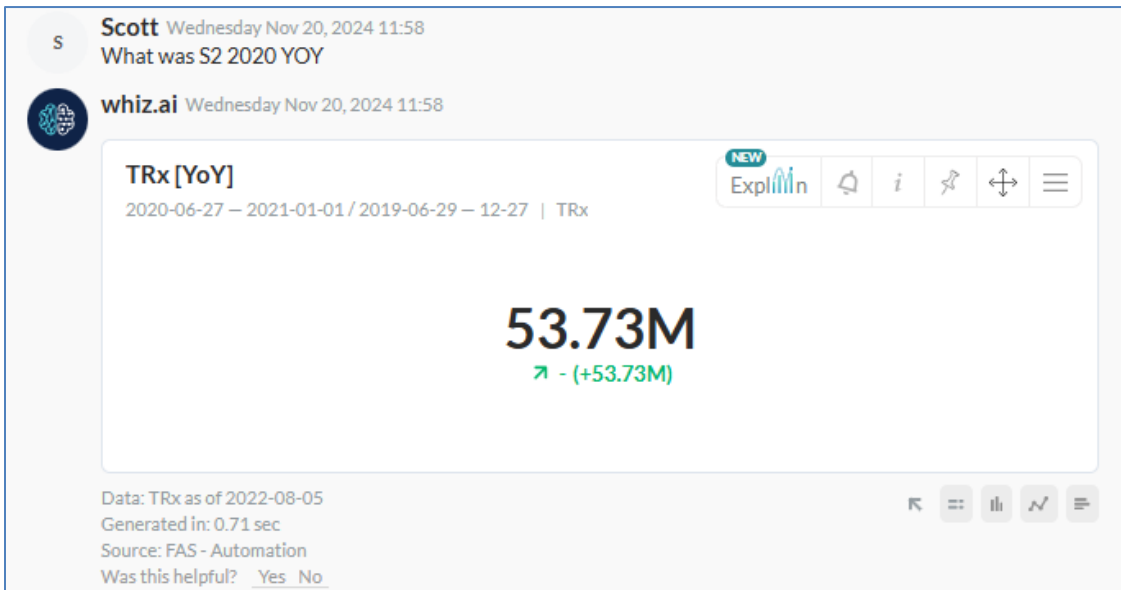 S
Scott Wednesday Nov 20, 2024 11:58
What was S2 2020 YOY
whiz.ai Wednesday Nov 20, 2024 11:58
TRx [YoY]
NEW
Explain
i
2020-06-27 — 2021-01-01 / 2019-06-29 — 12-27 | TRx
53.73M
- (+53.73M)
Data: TRx as of 2022-08-05
Generated in: 0.71 sec
Source: FAS - Automation
Was this helpful? Yes No